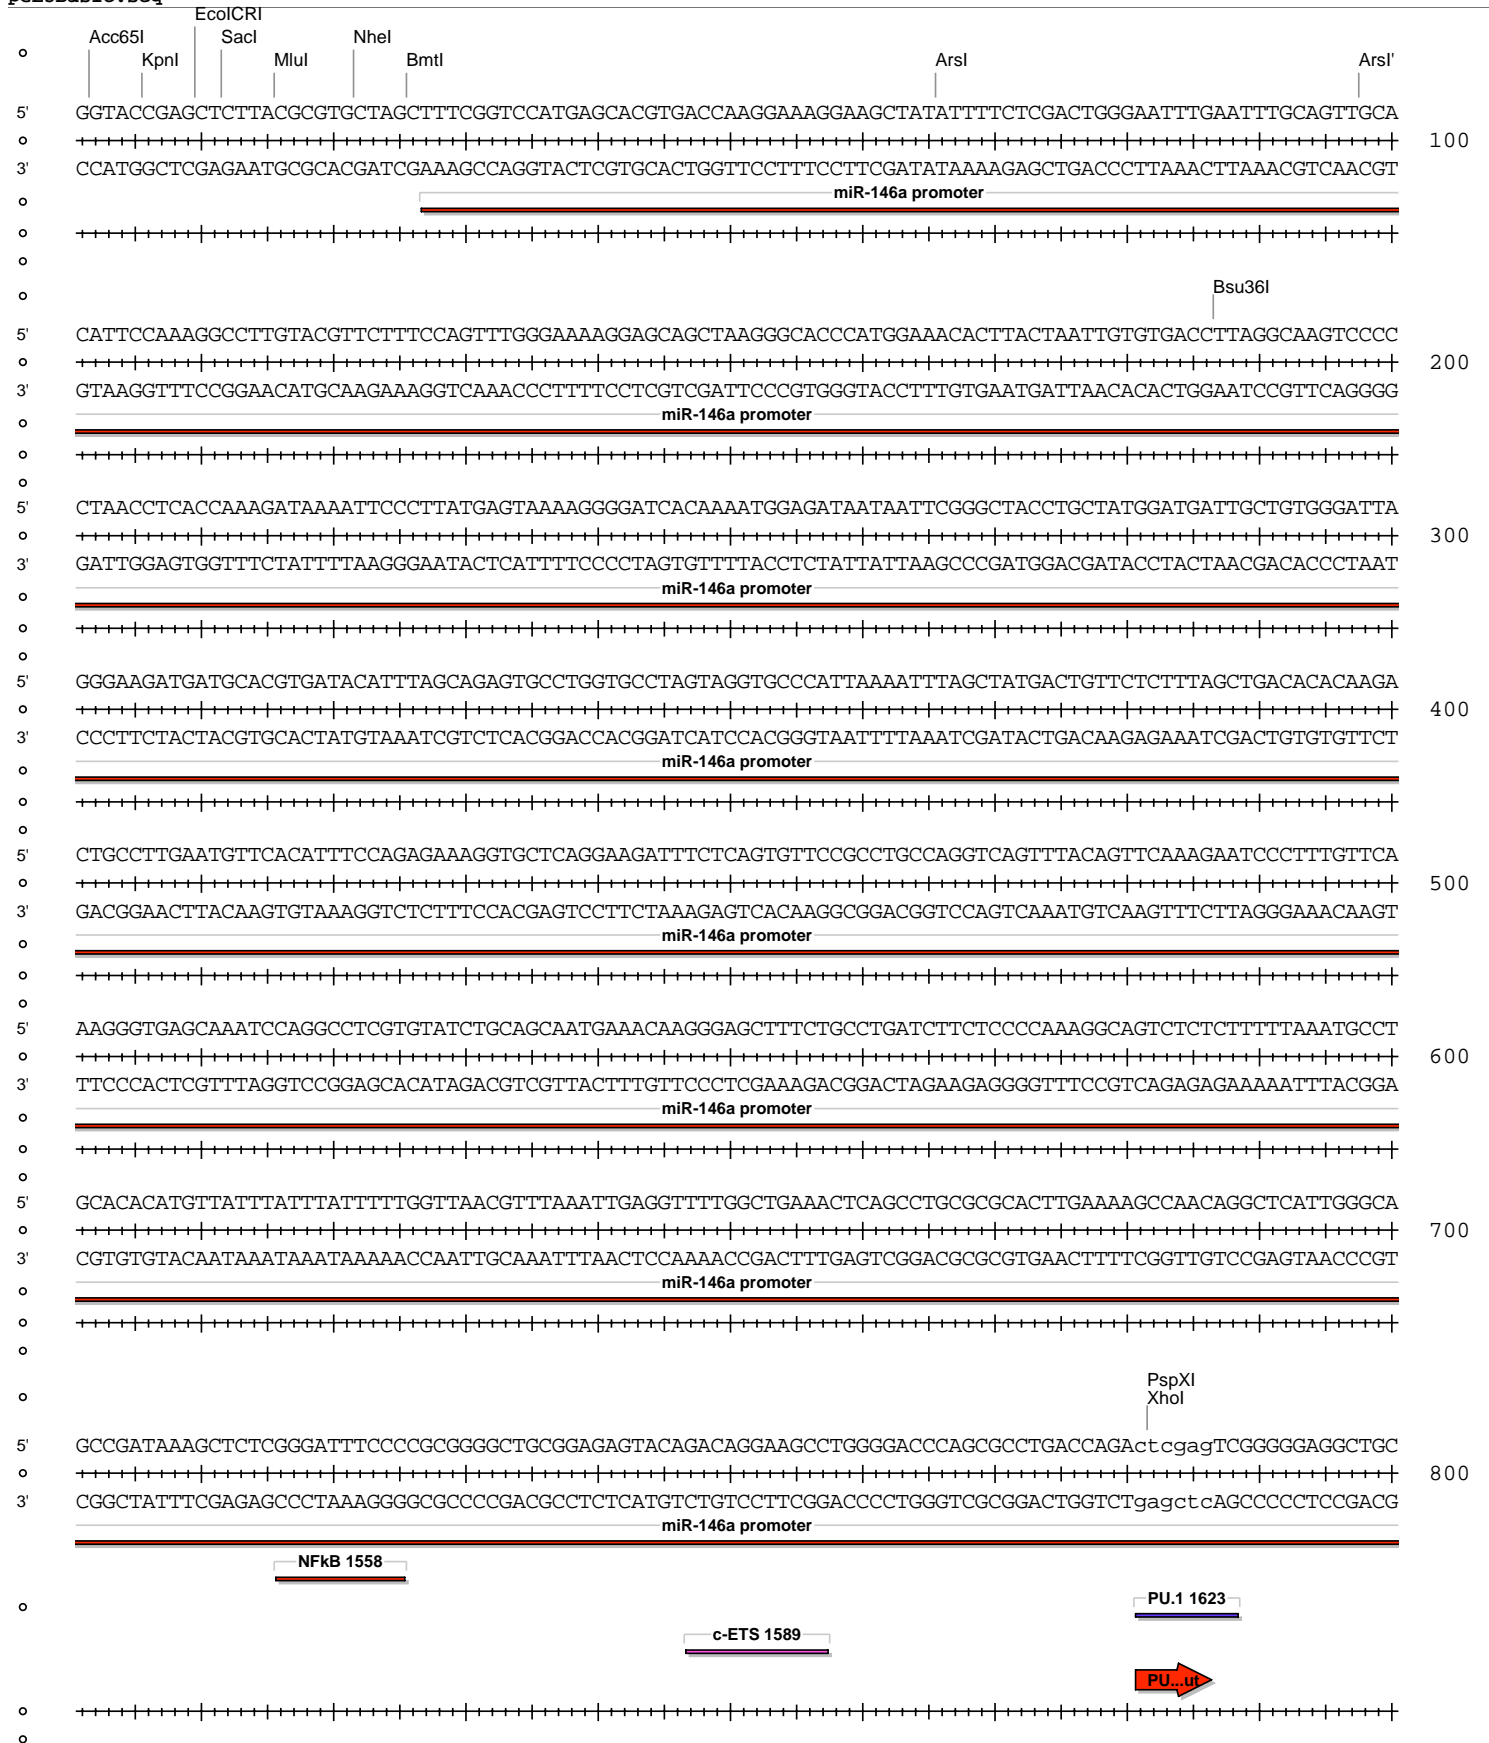 EcoICRI
Acc65I SacI NheI
KpnI MluI BmtI ArsI ArsI'
5' GGTACCGAGCTCTTACGCGTGCTAGCTTTCGGTCCATGAGCACGTGACCAAGGAAAGGAAGCTATATTTTCTCGACTGGGAATTTGAATTTGCAGTTGCA
100
3' CCATGGCTCGAGAATGCGCACGATCGAAAGCCAGGTACTCGTGCACTGGTTCCTTTCCTTCGATATAAAAGAGCTGACCCTTAAACTTAAACGTCAACGT
miR-146a promoter
Bsu36I
5' CATTCCAAAGGCCTTGTACGTTCTTTCCAGTTTGGGAAAAGGAGCAGCTAAGGGCACCCATGGAAACACTTACTAATTGTGTGACCTTAGGCAAGTCCCC
200
3' GTAAGGTTTCCGGAACATGCAAGAAAGGTCAAACCCTTTTCCTCGTCGATTCCCGTGGGTACCTTTGTGAATGATTAACACACTGGAATCCGTTCAGGGG
miR-146a promoter
5' CTAACCTCACCAAAGATAAAATTCCCTTATGAGTAAAAGGGGATCACAAAATGGAGATAATAATTCGGGCTACCTGCTATGGATGATTGCTGTGGGATTA
300
3' GATTGGAGTGGTTTCTATTTTAAGGGAATACTCATTTTCCCCTAGTGTTTTACCTCTATTATTAAGCCCGATGGACGATACCTACTAACGACACCCTAAT
miR-146a promoter
5' GGGAAGATGATGCACGTGATACATTTAGCAGAGTGCCTGGTGCCTAGTAGGTGCCCATTAAAATTTAGCTATGACTGTTCTCTTTAGCTGACACACAAGA
400
3' CCCTTCTACTACGTGCACTATGTAAATCGTCTCACGGACCACGGATCATCCACGGGTAATTTTAAATCGATACTGACAAGAGAAATCGACTGTGTGTTCT
miR-146a promoter
5' CTGCCTTGAATGTTCACATTTCCAGAGAAAGGTGCTCAGGAAGATTTCTCAGTGTTCCGCCTGCCAGGTCAGTTTACAGTTCAAAGAATCCCTTTGTTCA
500
3' GACGGAACTTACAAGTGTAAAGGTCTCTTTCCACGAGTCCTTCTAAAGAGTCACAAGGCGGACGGTCCAGTCAAATGTCAAGTTTCTTAGGGAAACAAGT
miR-146a promoter
5' AAGGGTGAGCAAATCCAGGCCTCGTGTATCTGCAGCAATGAAACAAGGGAGCTTTCTGCCTGATCTTCTCCCCAAAGGCAGTCTCTCTTTTTAAATGCCT
600
3' TTCCCACTCGTTTAGGTCCGGAGCACATAGACGTCGTTACTTTGTTCCCTCGAAAGACGGACTAGAAGAGGGGTTTCCGTCAGAGAGAAAAATTTACGGA
miR-146a promoter
5' GCACACATGTTATTTATTTATTTTTGGTTAACGTTTAAATTGAGGTTTTGGCTGAAACTCAGCCTGCGCGCACTTGAAAAGCCAACAGGCTCATTGGGCA
700
3' CGTGTGTACAATAAATAAATAAAAACCAATTGCAAATTTAACTCCAAAACCGACTTTGAGTCGGACGCGCGTGAACTTTTCGGTTGTCCGAGTAACCCGT
miR-146a promoter
PspXI
XhoI
5' GCCGATAAAGCTCTCGGGATTTCCCCGCGGGGCTGCGGAGAGTACAGACAGGAAGCCTGGGGACCCAGCGCCTGACCAGActcgagTCGGGGGAGGCTGC
800
3' CGGCTATTTCGAGAGCCCTAAAGGGGCGCCCCGACGCCTCTCATGTCTGTCCTTCGGACCCCTGGGTCGCGGACTGGTCTgagctcAGCCCCCTCCGACG
miR-146a promoter
NFkB 1558
PU.1 1623
c-ETS 1589
PU...ut